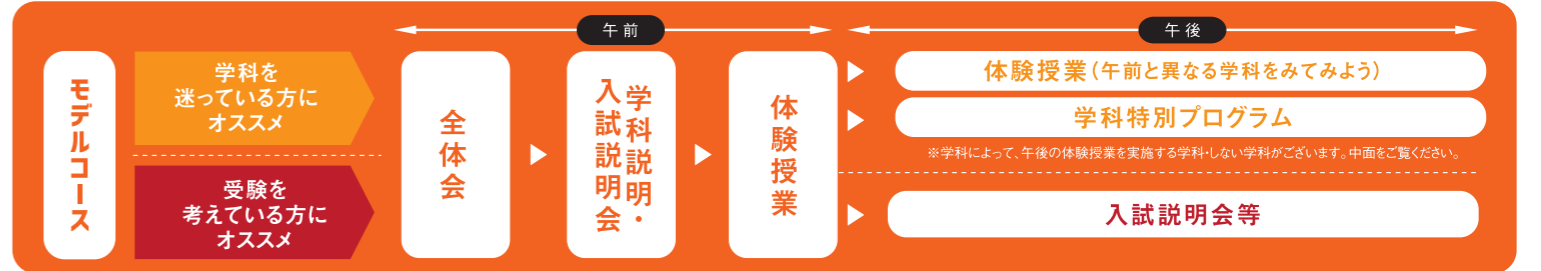 モデルコース
学科を
迷っている方に
オススメ
受験を
考えている方に
オススメ
午前
全体会
学科説明・
入試説明会
体験授業
午後
体験授業(午前と異なる学科をみてみよう)
学科特別プログラム
※学科によって、午後の体験授業を実施する学科・しない学科がございます。中面をご覧ください。
入試説明会等